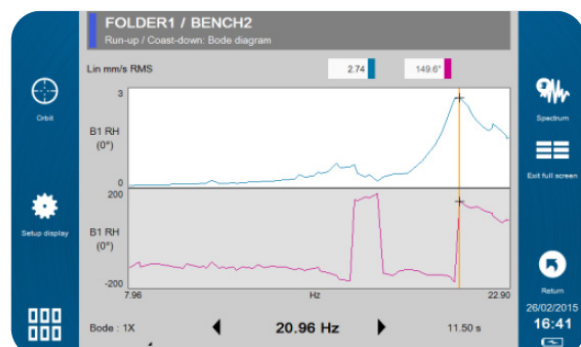 FOLDER1 / BENCH2
Run-up / Coast-down: Bode diagram
Lin mm/s RMS
2.74
149.6°
3
B1 RH
(0°)
0
200
B1 RH
(0°)
-200
7.96
Hz
22.90
Bode : 1X
20.96 Hz
11.50 s
Orbit
Setup display
Spectrum
Exit full screen
Return
26/02/2015
16:41